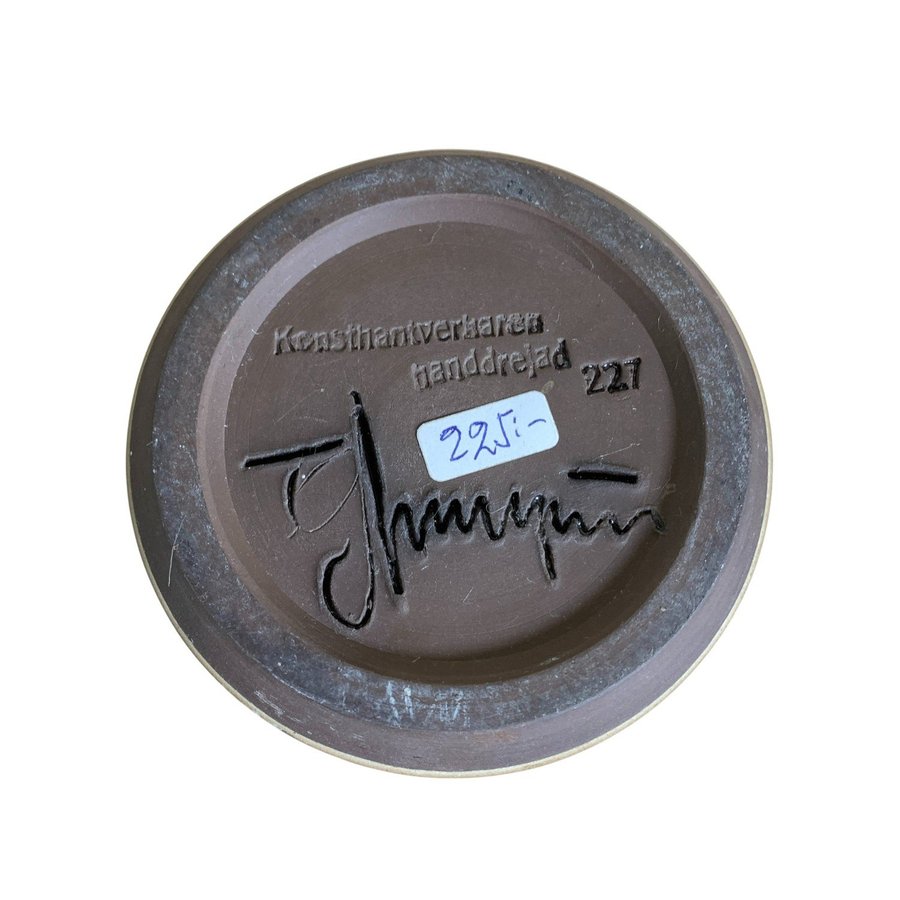 Konsthantverkaren
handdrejad 227
225:-